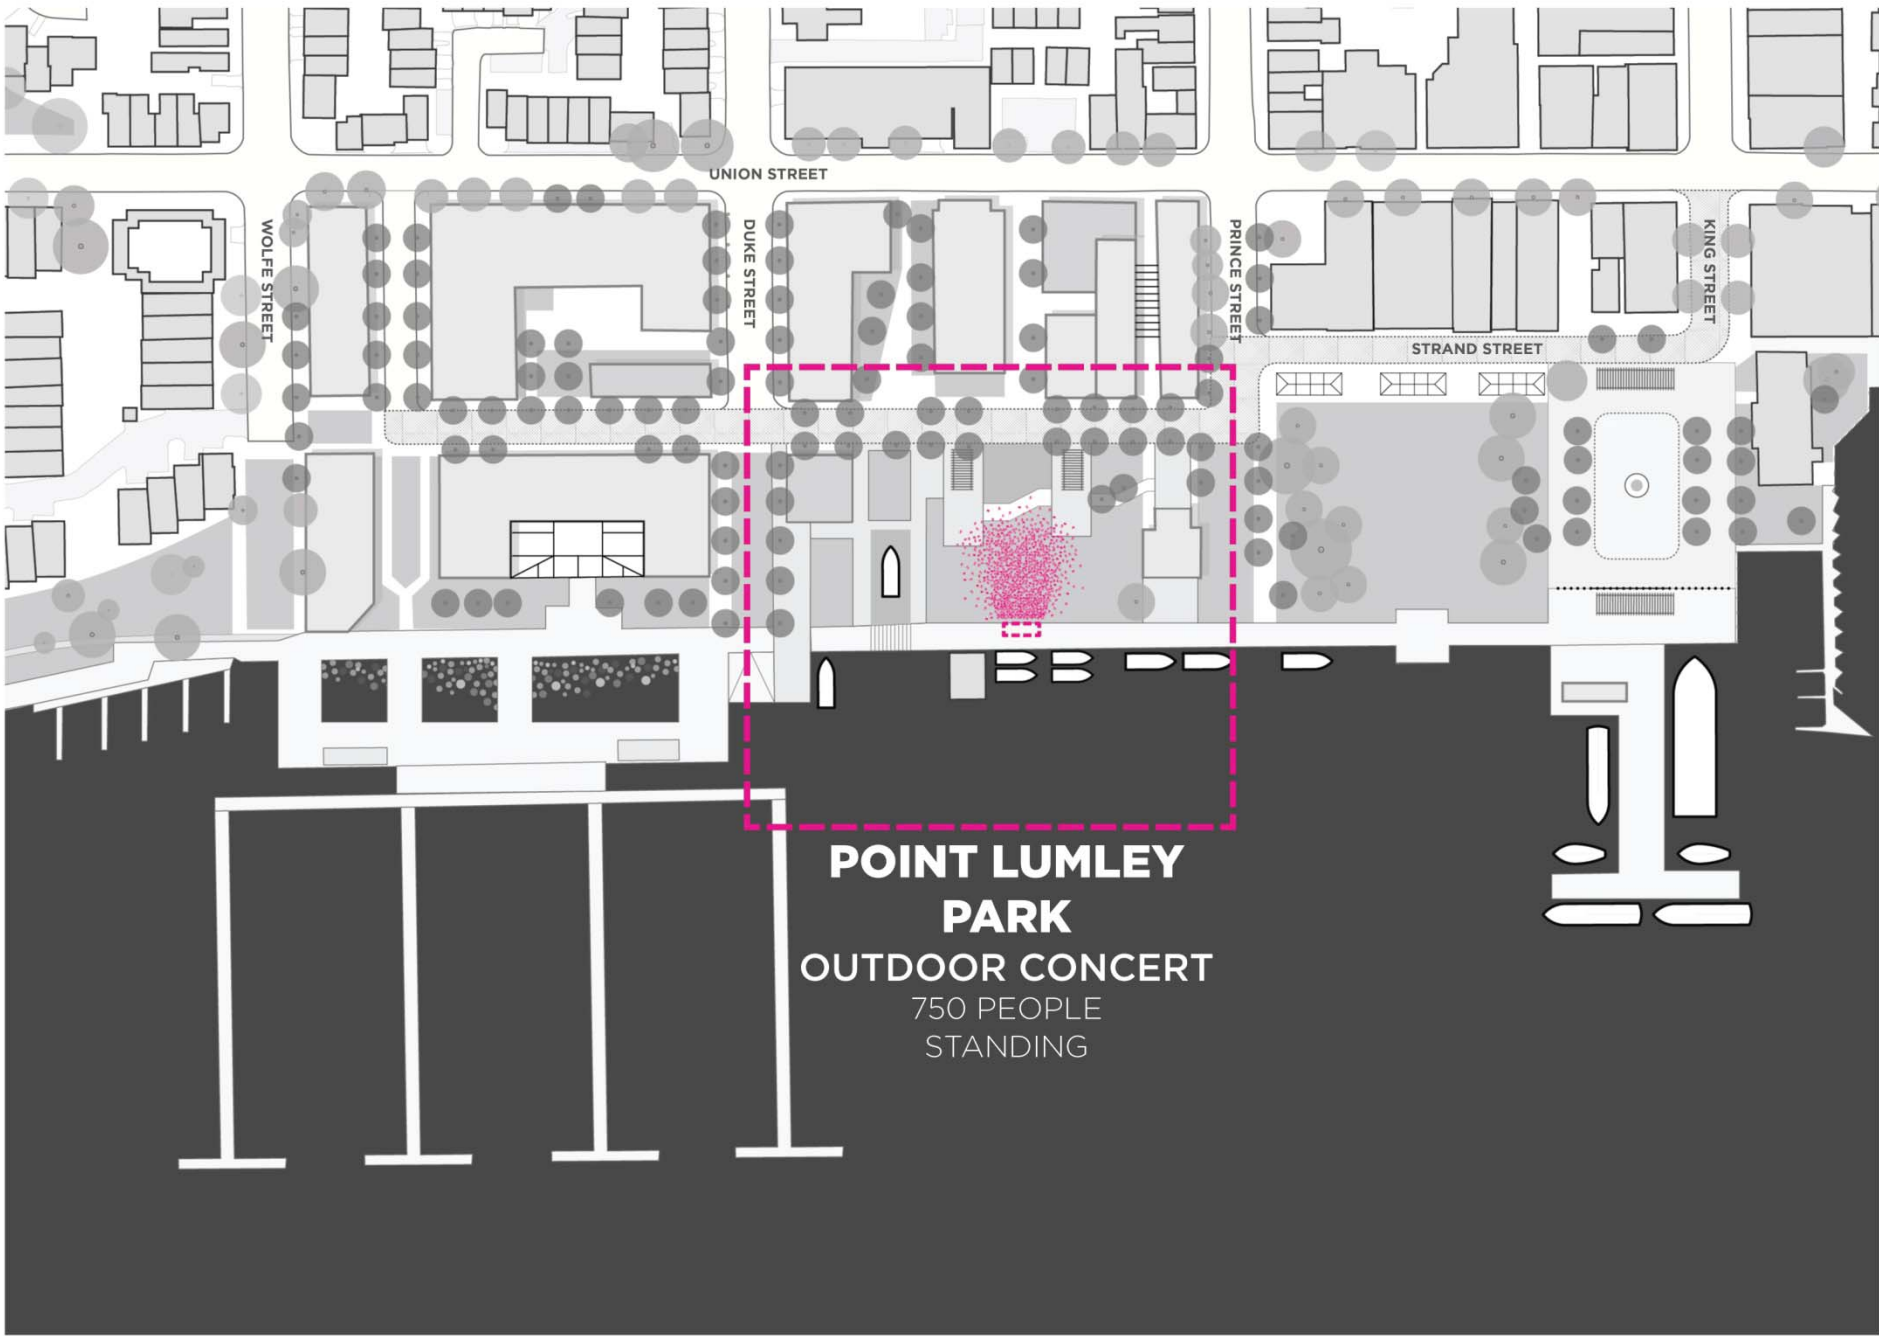 UNION STREET
WOLFE STREET
DUKE STREET
PRINCE STREET
KING STREET
STRAND STREET
POINT LUMLEY
PARK
OUTDOOR CONCERT
750 PEOPLE
STANDING